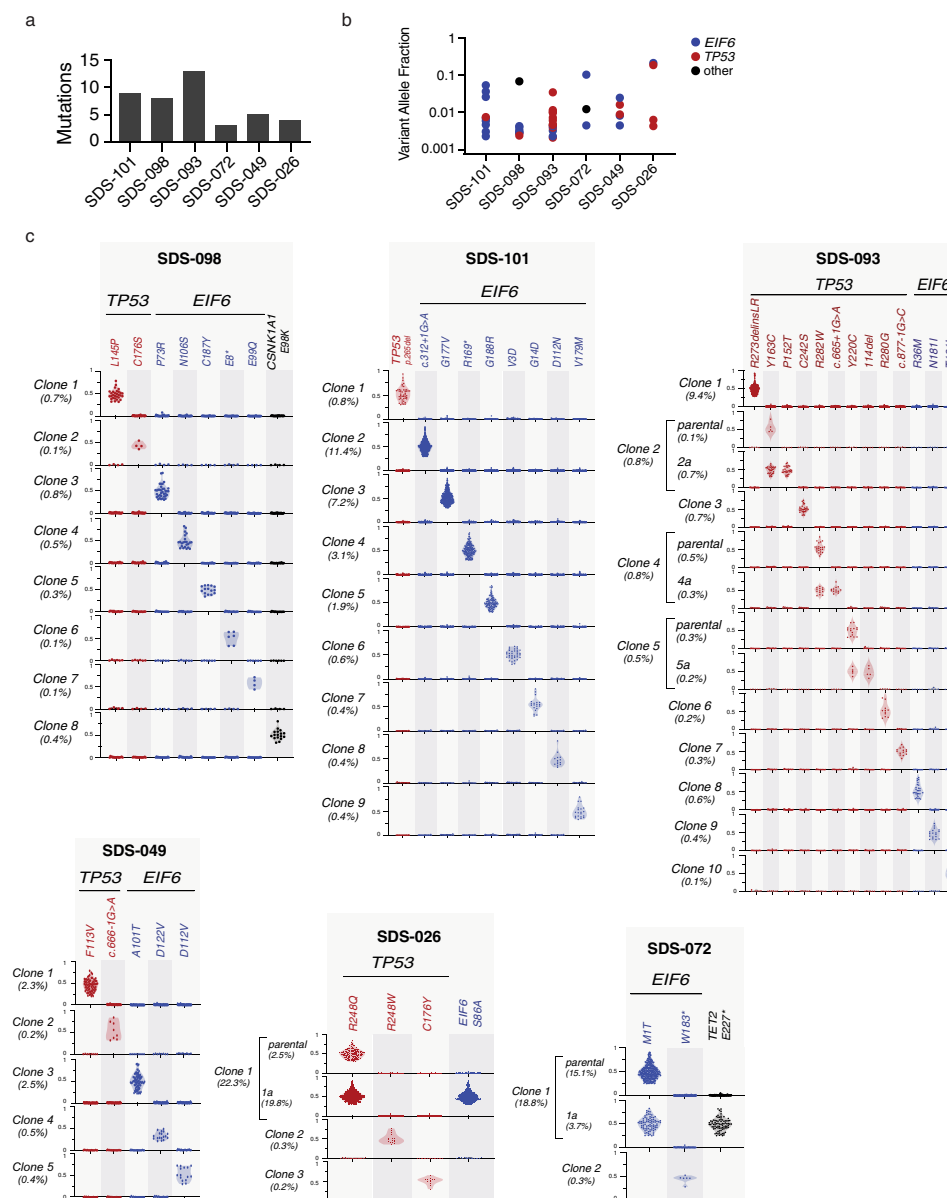 a
Mutations
15
10
5
0
SDS-101
SDS-098
SDS-093
SDS-072
SDS-049
SDS-026
b
Variant Allele Fraction
1
0.1
0.01
0.001
SDS-101
SDS-098
SDS-093
SDS-072
SDS-049
SDS-026
EIF6
TP53
other
c
SDS-098
TP53
EIF6
L145P
C176S
P73R
N106S
C187Y
E8*
E99Q
CSNK1A1
E98K
Clone 1
(0.7%)
Clone 2
(0.1%)
Clone 3
(0.8%)
Clone 4
(0.5%)
Clone 5
(0.3%)
Clone 6
(0.1%)
Clone 7
(0.1%)
Clone 8
(0.4%)
SDS-101
EIF6
TP53
p.265del
c.312+1G>A
G177V
R169*
G188R
V3D
G14D
D112N
V179M
Clone 1
(0.8%)
Clone 2
(11.4%)
Clone 3
(7.2%)
Clone 4
(3.1%)
Clone 5
(1.9%)
Clone 6
(0.6%)
Clone 7
(0.4%)
Clone 8
(0.4%)
Clone 9
(0.4%)
SDS-093
TP53
EIF6
R273delinsLR
Y163C
P152T
C242S
R282W
c.665+1G>A
Y220C
114del
R280G
c.877-1G>C
R36M
N181I
Clone 1
(9.4%)
Clone 2
(0.8%)
parental
(0.1%)
2a
(0.7%)
Clone 3
(0.7%)
Clone 4
(0.8%)
parental
(0.5%)
4a
(0.3%)
Clone 5
(0.5%)
parental
(0.3%)
5a
(0.2%)
Clone 6
(0.2%)
Clone 7
(0.3%)
Clone 8
(0.6%)
Clone 9
(0.4%)
Clone 10
(0.1%)
SDS-049
TP53
EIF6
F113V
c.666-1G>A
A101T
D122V
D112V
Clone 1
(2.3%)
Clone 2
(0.2%)
Clone 3
(2.5%)
Clone 4
(0.5%)
Clone 5
(0.4%)
SDS-026
TP53
R248Q
R248W
C176Y
EIF6
S86A
Clone 1
(22.3%)
parental
(2.5%)
1a
(19.8%)
Clone 2
(0.3%)
Clone 3
(0.2%)
SDS-072
EIF6
M1T
W183*
TET2
E227*
Clone 1
(18.8%)
parental
(15.1%)
1a
(3.7%)
Clone 2
(0.3%)